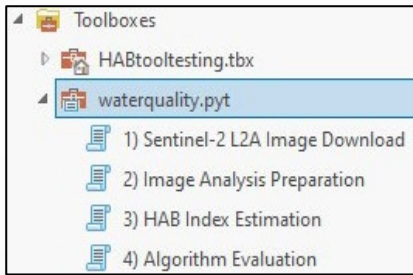 Toolboxes
HABtooltesting.tbx
waterquality.pyt
1) Sentinel-2 L2A Image Download
2) Image Analysis Preparation
3) HAB Index Estimation
4) Algorithm Evaluation